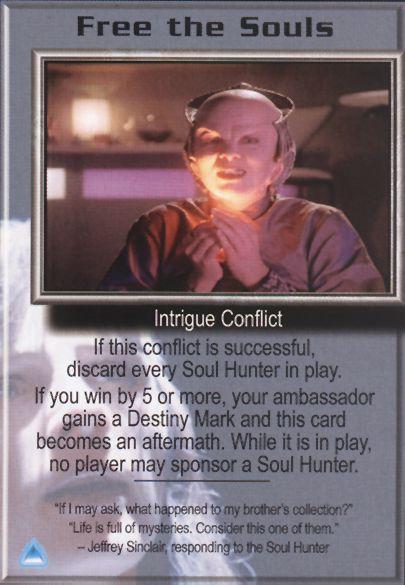 Free the Souls
Intrigue Conflict
If this conflict is successful,
discard every Soul Hunter in play.
If you win by 5 or more, your ambassador
gains a Destiny Mark and this card
becomes an aftermath. While it is in play,
no player may sponsor a Soul Hunter.
"If I may ask, what happened to my brother's collection?"
"Life is full of mysteries. Consider this one of them."
– Jeffrey Sinclair, responding to the Soul Hunter